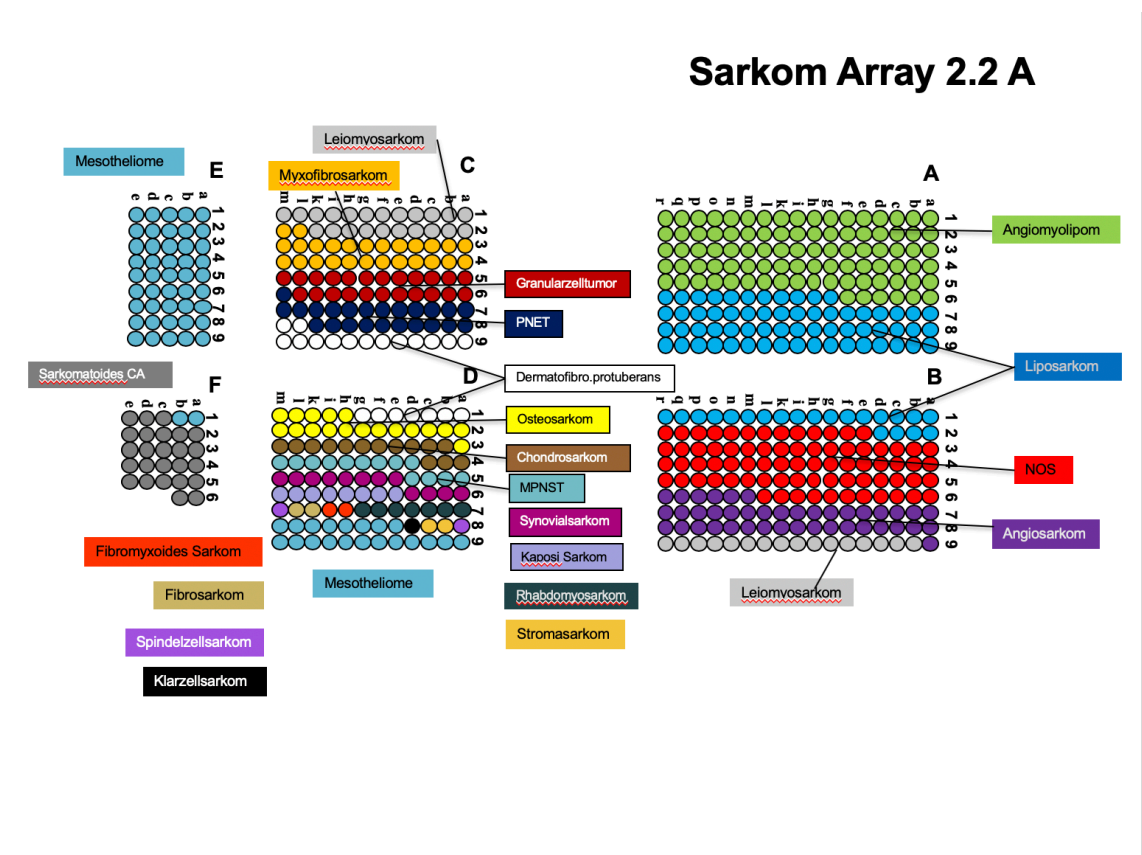 Sarkom Array 2.2 A
Mesotheliome
E
e d c b a
1
2
3
4
5
6
7
8
9
Leiomyosarkom
Myxofibrosarkom
C
m l k i h g f e d c b a
1
2
3
4
5
6
7
8
9
Granularzelltumor
PNET
Dermatofibro.protuberans
A
r q p o n m l k i h g f e d c b a
1
2
3
4
5
6
7
8
9
Angiomyolipom
Liposarkom
Sarkomatoides CA
F
e d c b a
1
2
3
4
5
6
D
m l k i h g f e d c b a
1
2
3
4
5
6
7
8
9
Osteosarkom
Chondrosarkom
MPNST
Synovialsarkom
Kaposi Sarkom
Rhabdomyosarkom
Stromasarkom
B
r q p o n m l k i h g f e d c b a
1
2
3
4
5
6
7
8
9
NOS
Angiosarkom
Leiomyosarkom
Fibromyxoides Sarkom
Fibrosarkom
Spindelzellsarkom
Klarzellsarkom
Mesotheliome